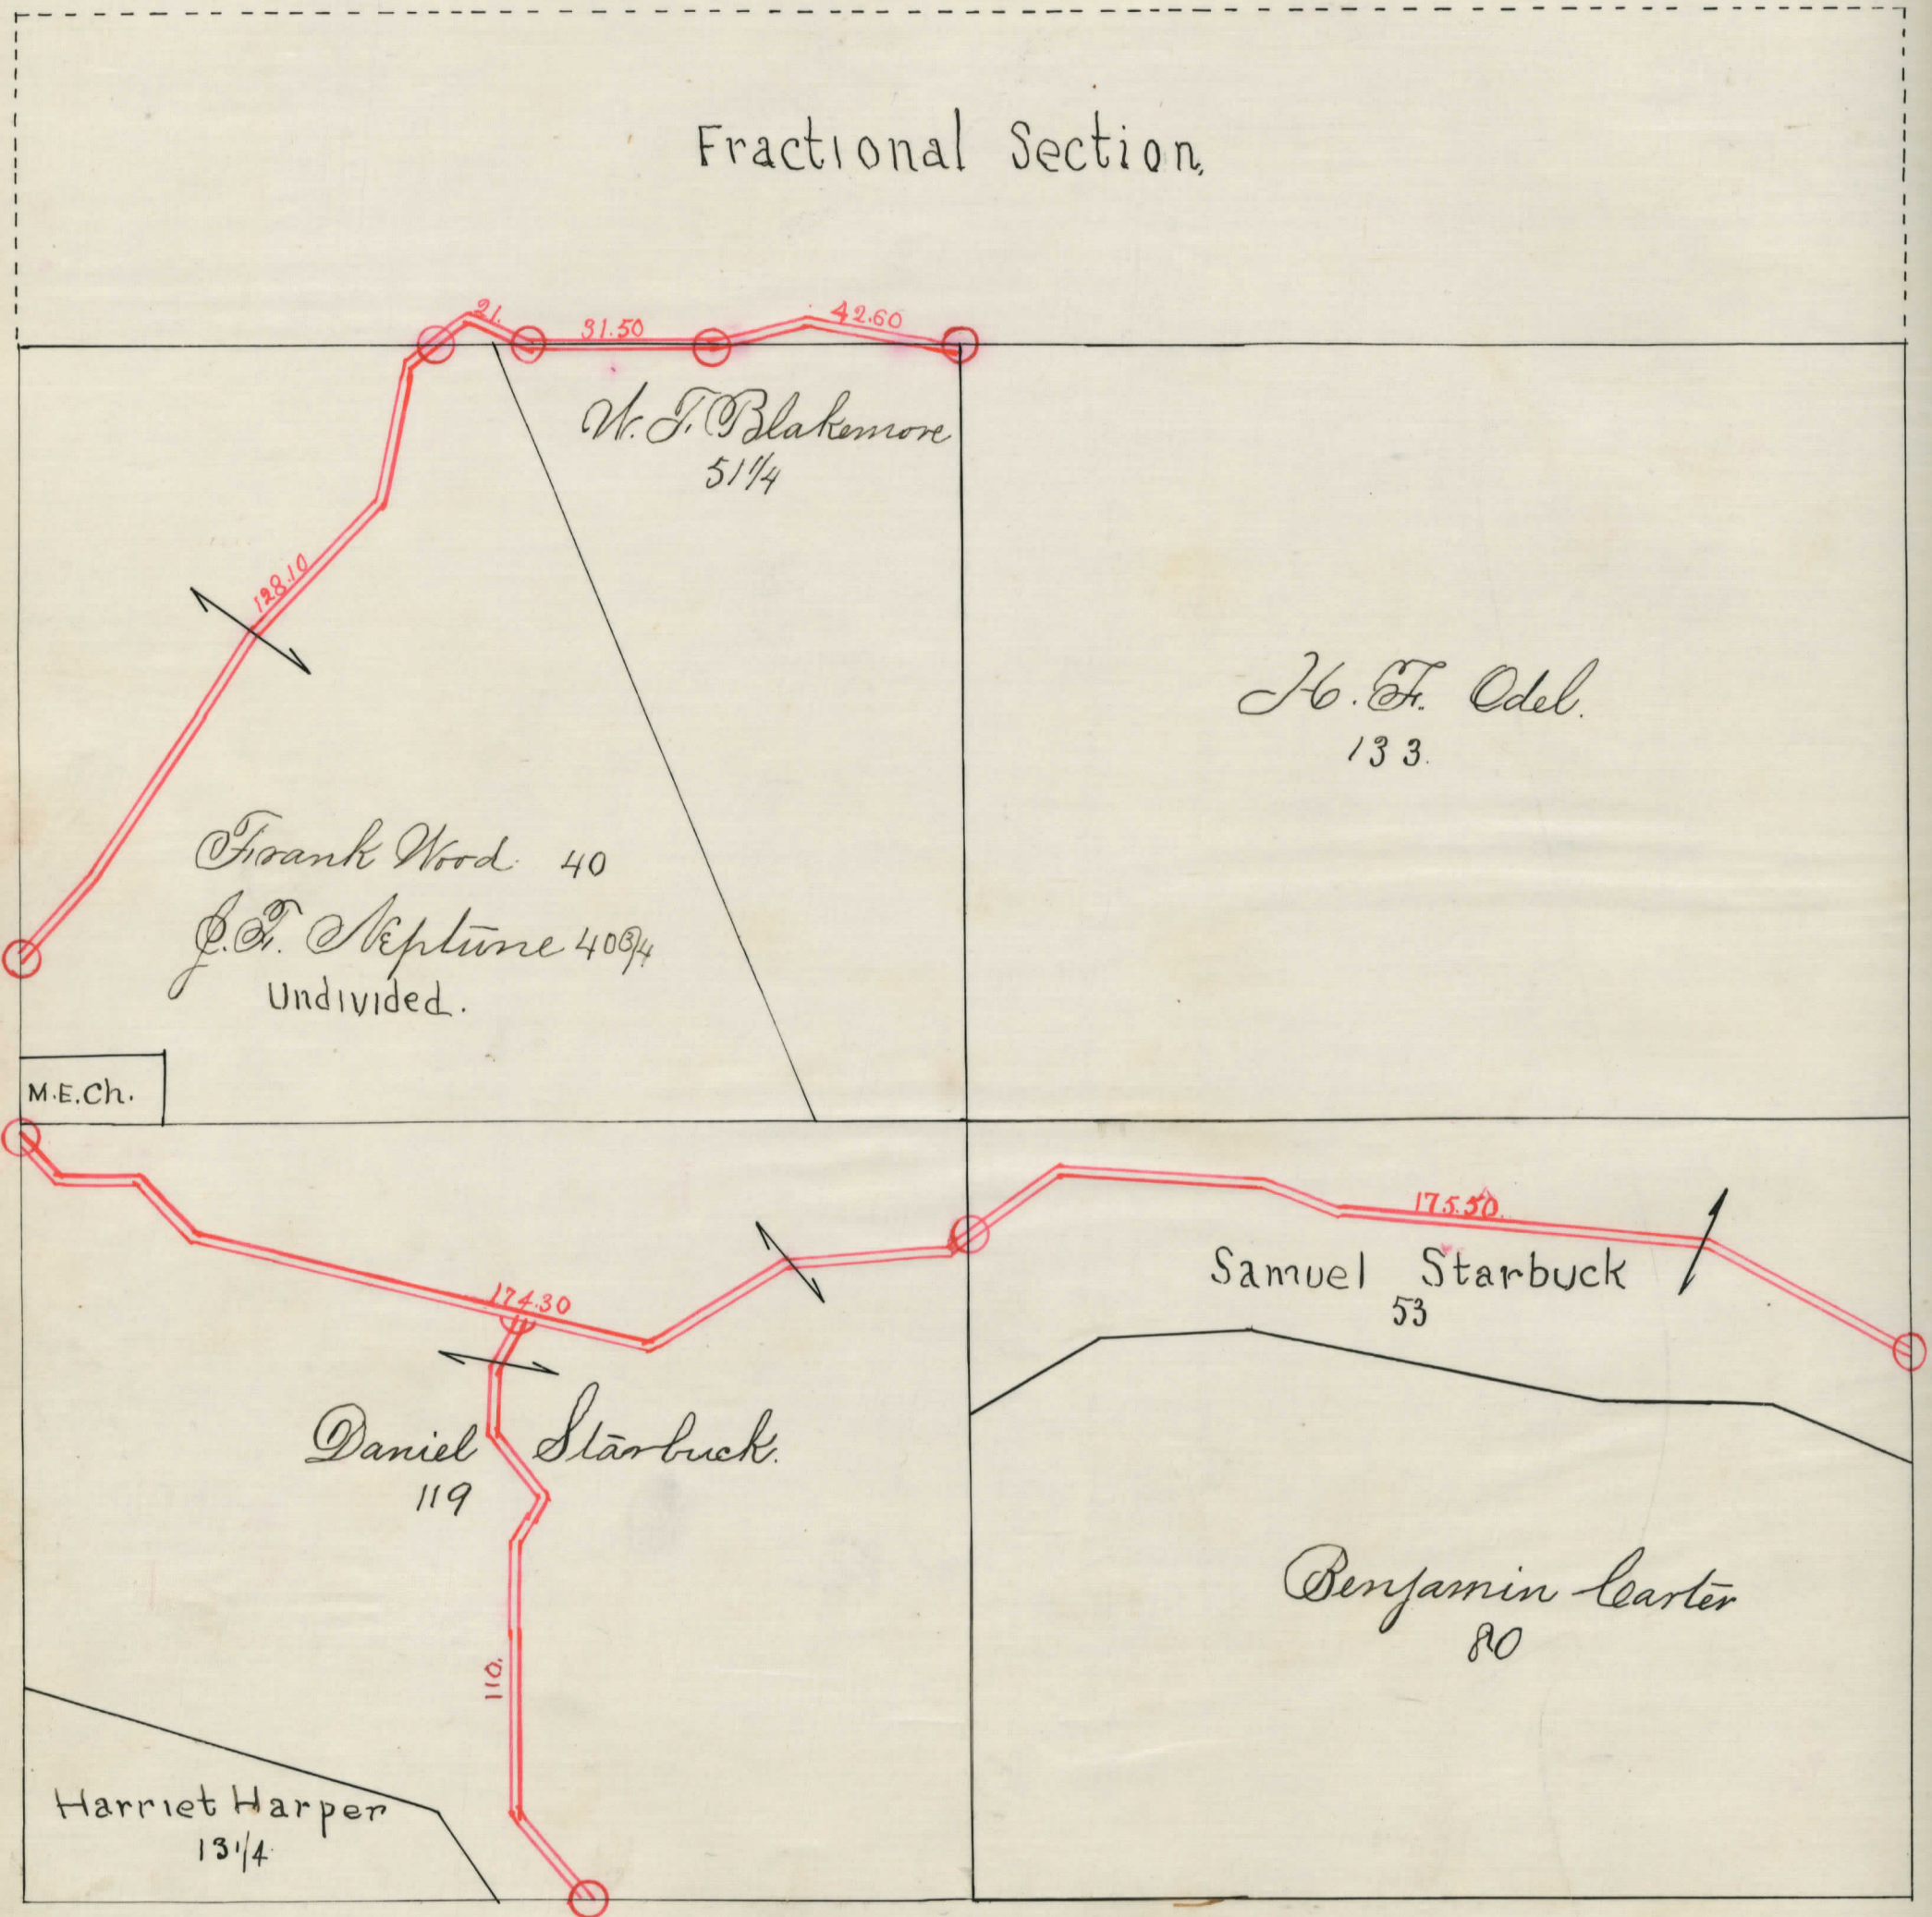 Fractional Section.
21.
31.50
42.60
W. T. Blakemore
51 1/4
128.10
H. F. Odel.
133.
Frank Wood. 40
J. F. Neptune 40 3/4
Undivided.
M.E.Ch.
175.50.
Samuel Starbuck
53
174.30
Daniel Starbuck.
119
Benjamin Carter
80
110.
Harriet Harper
13 1/4